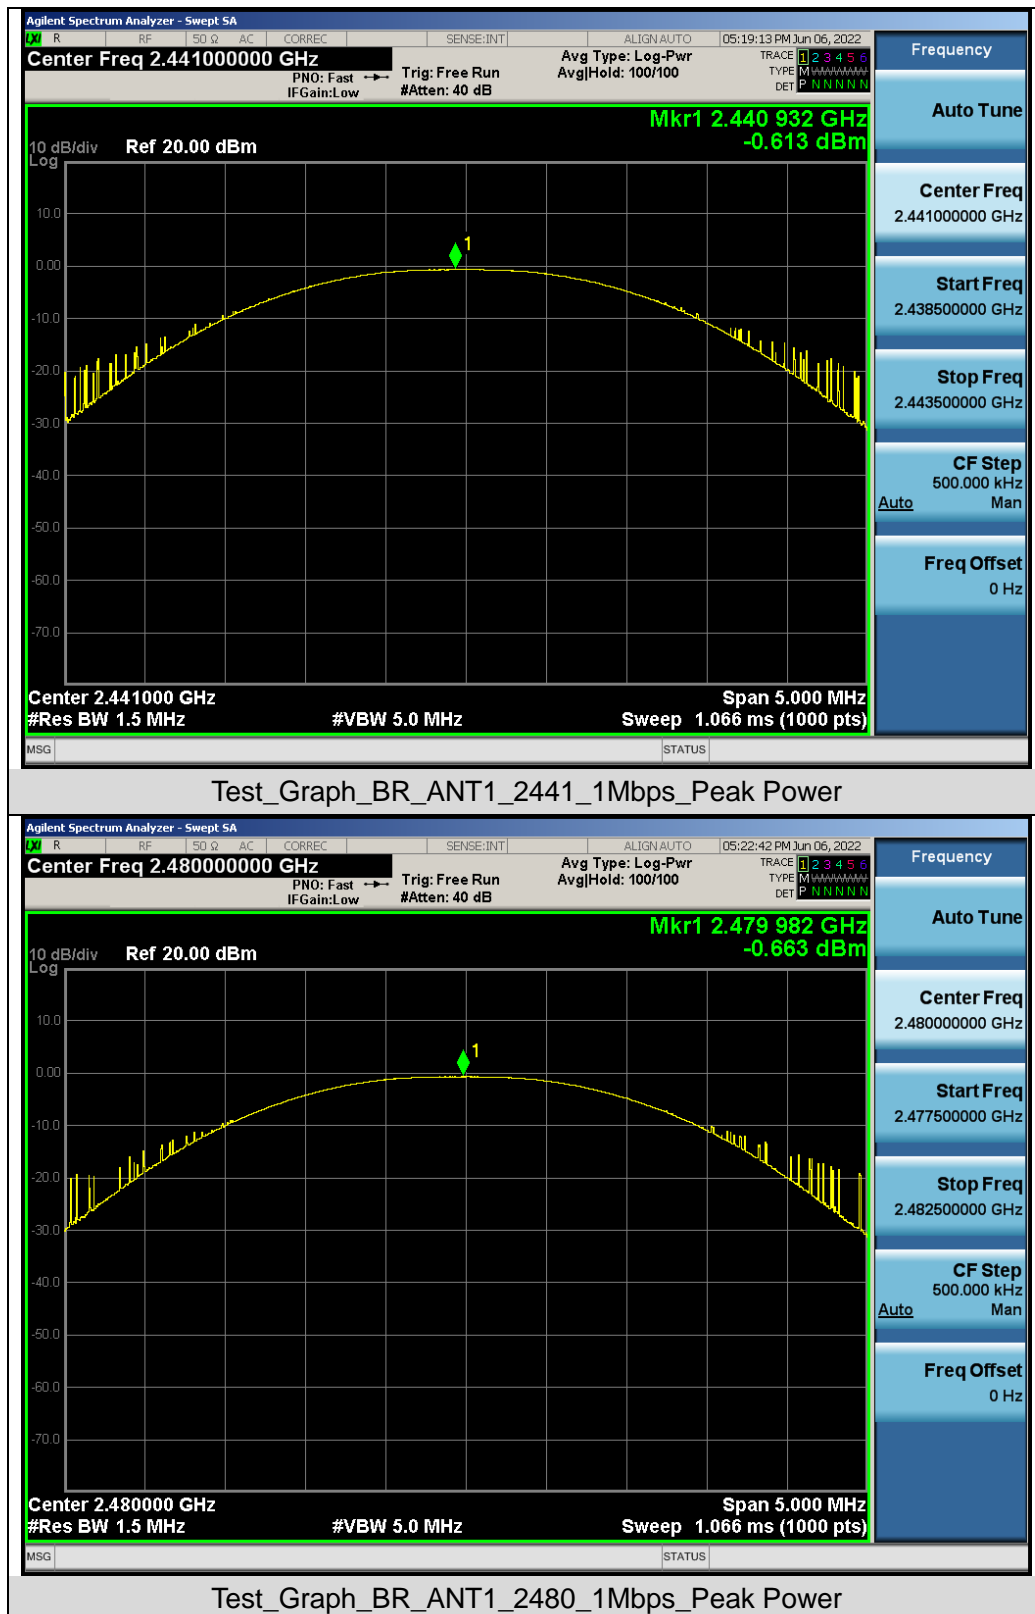 Agilent Spectrum Analyzer - Swept SA
LXI R RF 50 Ω AC CORREC SENSE:INT ALIGN AUTO 05:19:13 PM Jun 06, 2022
Center Freq 2.441000000 GHz
PNO: Fast
IFGain:Low
Trig: Free Run
#Atten: 40 dB
Avg Type: Log-Pwr
Avg|Hold: 100/100
TRACE 1 2 3 4 5 6
TYPE M WWWWW
DET P N N N N N
Mkr1 2.440 932 GHz
-0.613 dBm
10 dB/div Ref 20.00 dBm
Log
10.0
1
0.00
-10.0
-20.0
-30.0
-40.0
-50.0
-60.0
-70.0
Center 2.441000 GHz Span 5.000 MHz
#Res BW 1.5 MHz #VBW 5.0 MHz Sweep 1.066 ms (1000 pts)
MSG STATUS
Frequency
Auto Tune
Center Freq
2.441000000 GHz
Start Freq
2.438500000 GHz
Stop Freq
2.443500000 GHz
CF Step
500.000 kHz
Auto Man
Freq Offset
0 Hz
Test_Graph_BR_ANT1_2441_1Mbps_Peak Power
Agilent Spectrum Analyzer - Swept SA
LXI R RF 50 Ω AC CORREC SENSE:INT ALIGN AUTO 05:22:42 PM Jun 06, 2022
Center Freq 2.480000000 GHz
PNO: Fast
IFGain:Low
Trig: Free Run
#Atten: 40 dB
Avg Type: Log-Pwr
Avg|Hold: 100/100
TRACE 1 2 3 4 5 6
TYPE M WWWWW
DET P N N N N N
Mkr1 2.479 982 GHz
-0.663 dBm
10 dB/div Ref 20.00 dBm
Log
10.0
1
0.00
-10.0
-20.0
-30.0
-40.0
-50.0
-60.0
-70.0
Center 2.480000 GHz Span 5.000 MHz
#Res BW 1.5 MHz #VBW 5.0 MHz Sweep 1.066 ms (1000 pts)
MSG STATUS
Frequency
Auto Tune
Center Freq
2.480000000 GHz
Start Freq
2.477500000 GHz
Stop Freq
2.482500000 GHz
CF Step
500.000 kHz
Auto Man
Freq Offset
0 Hz
Test_Graph_BR_ANT1_2480_1Mbps_Peak Power